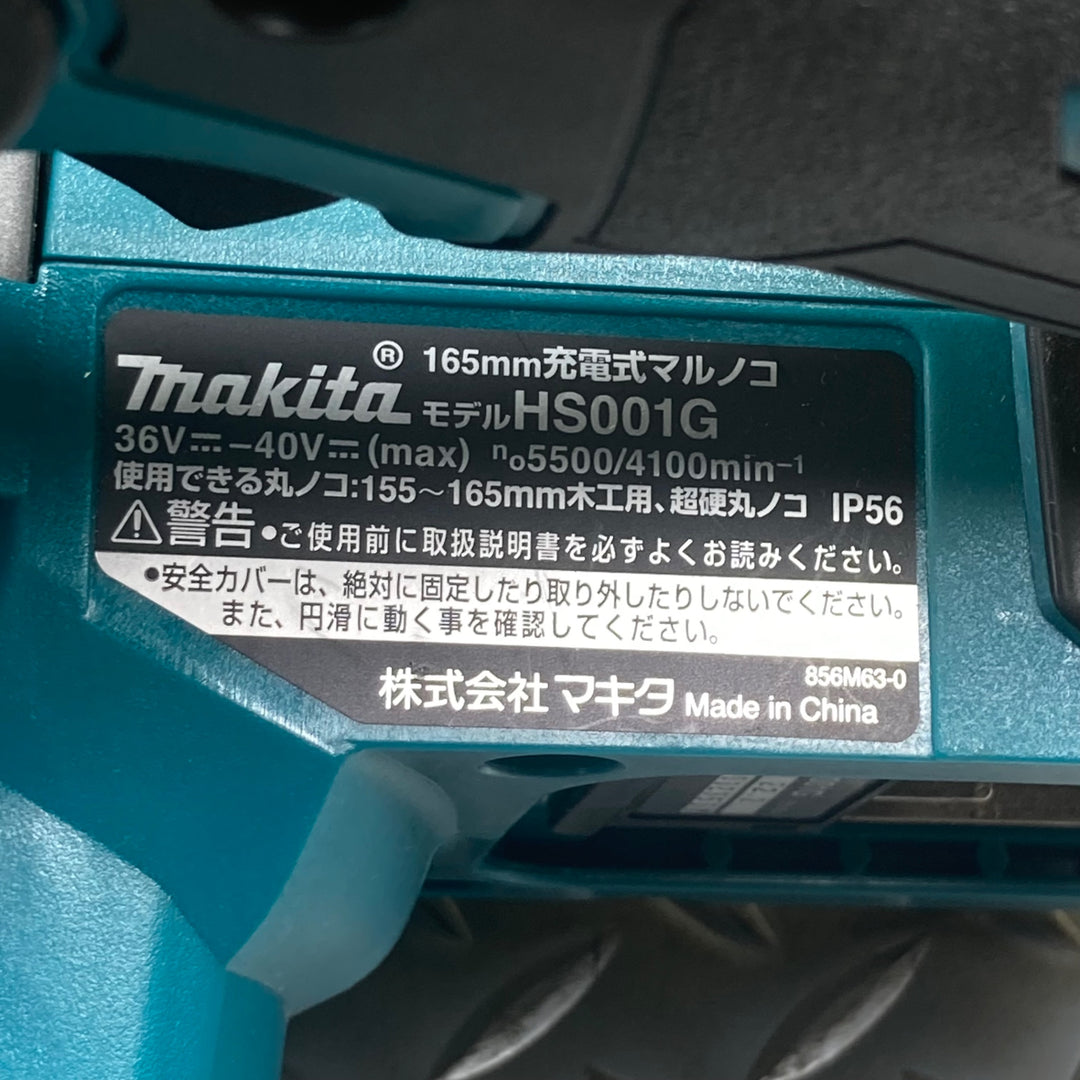 makita® 165mm充電式マルノコ
モデルHS001G
36V⎓-40V⎓(max) n₀5500/4100min⁻¹
使用できる丸ノコ:155～165mm木工用、超硬丸ノコ IP56
⚠警告 •ご使用前に取扱説明書を必ずよくお読みください。
•安全カバーは、絶対に固定したり取り外したりしないでください。
また、円滑に動く事を確認してください。
856M63-0
株式会社マキタ Made in China